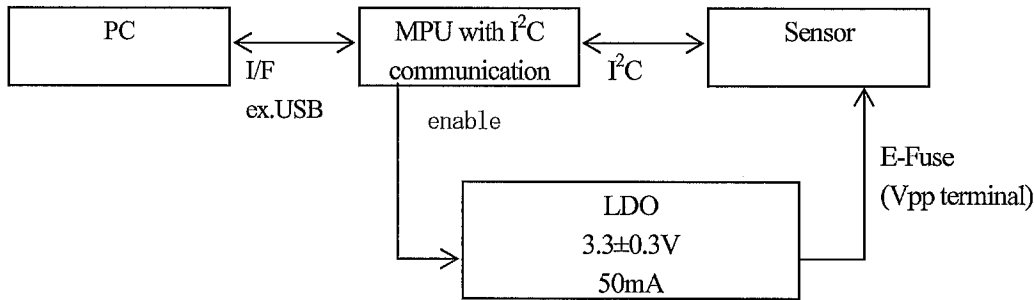 PC
I/F
ex.USB
MPU with I²C
communication
I²C
Sensor
enable
E-Fuse
(Vpp terminal)
LDO
3.3±0.3V
50mA